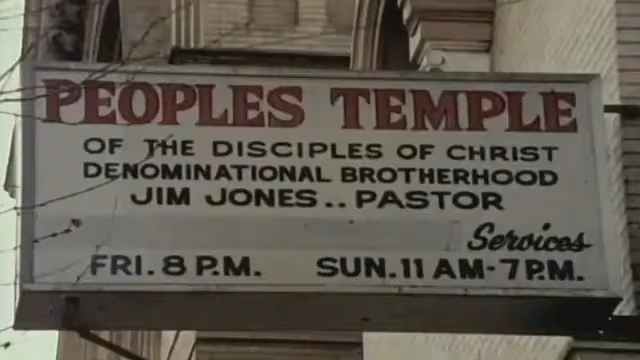 PEOPLES TEMPLE
OF THE DISCIPLES OF CHRIST
DENOMINATIONAL BROTHERHOOD
JIM JONES.. PASTOR
Services
FRI. 8 P.M. SUN. 11 AM-7 P.M.